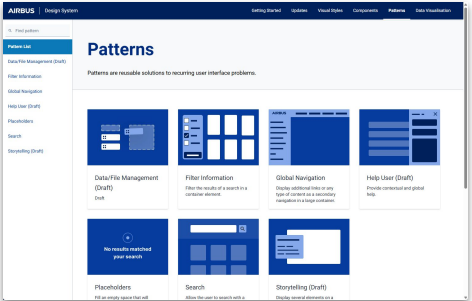 AIRBUS Design System
Getting Started Updates Visual Styles Components Patterns Data Visualisation
Find pattern
Pattern List
Data/File Management (Draft)
Filter Information
Global Navigation
Help User (Draft)
Placeholders
Search
Storytelling (Draft)
Patterns
Patterns are reusable solutions to recurring user interface problems.
Data/File Management
(Draft)
Draft
Filter Information
Filter the results of a search in a
container element
AIRBUS
Global Navigation
Display additional links or any
type of content as a secondary
navigation in a large container.
Help User (Draft)
Provide contextual and global
help.
No results matched
your search
Placeholders
Fill an empty space that will
Search
Allow the user to search with a
Storytelling (Draft)
Display several elements on a